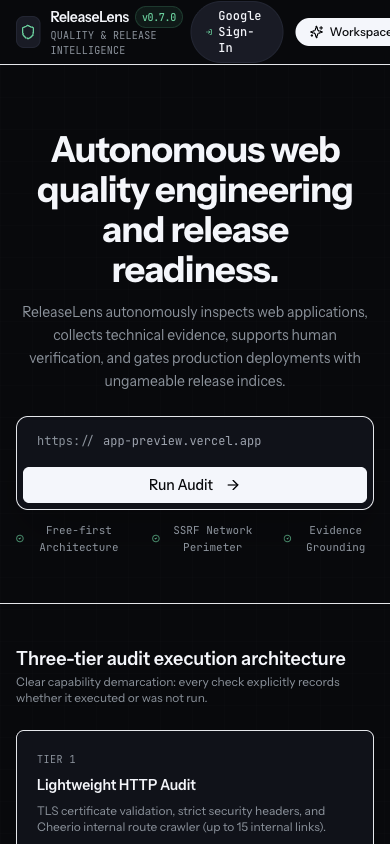 ReleaseLens v0.7.0
QUALITY & RELEASE
INTELLIGENCE
Google
Sign-
In
Workspace
Autonomous web
quality engineering
and release
readiness.
ReleaseLens autonomously inspects web applications,
collects technical evidence, supports human
verification, and gates production deployments with
ungameable release indices.
https:// app-preview.vercel.app
Run Audit →
Free-first
Architecture
SSRF Network
Perimeter
Evidence
Grounding
Three-tier audit execution architecture
Clear capability demarcation: every check explicitly records
whether it executed or was not run.
TIER 1
Lightweight HTTP Audit
TLS certificate validation, strict security headers, and
Cheerio internal route crawler (up to 15 internal links).